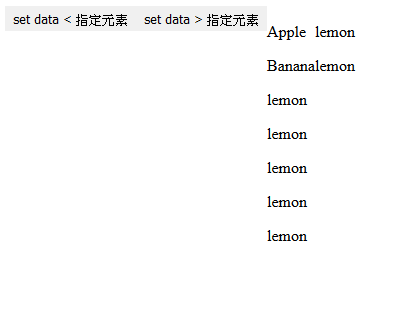 set data < 指定元素 set data > 指定元素
Apple lemon
Bananalemon
lemon
lemon
lemon
lemon
lemon